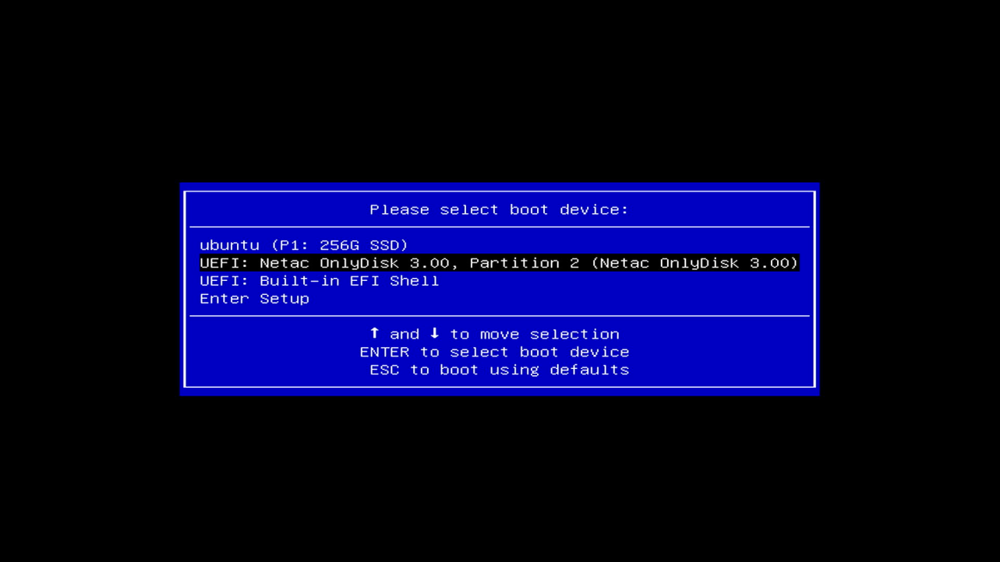 Please select boot device:
ubuntu (P1: 256G SSD)
UEFI: Netac OnlyDisk 3.00, Partition 2 (Netac OnlyDisk 3.00)
UEFI: Built-in EFI Shell
Enter Setup
↑ and ↓ to move selection
ENTER to select boot device
ESC to boot using defaults